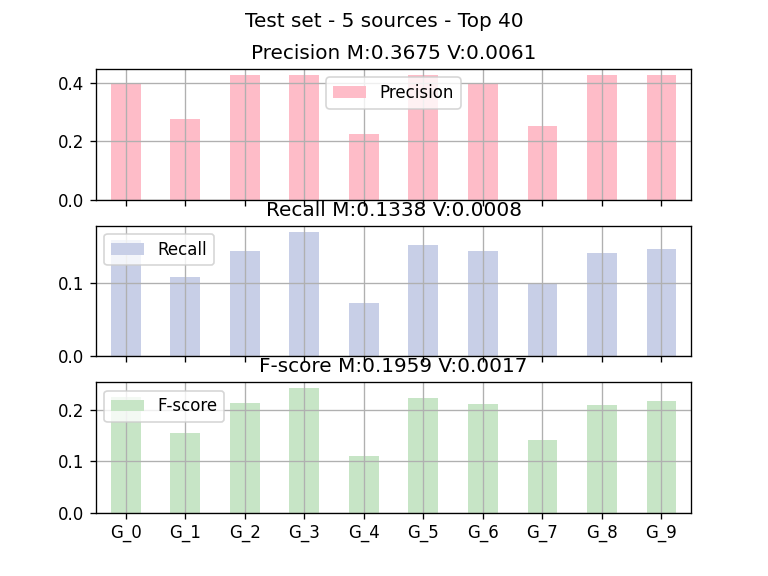 Test set - 5 sources - Top 40
Precision M:0.3675 V:0.0061
0.4
0.2
0.0
Precision
Recall M:0.1338 V:0.0008
0.1
0.0
Recall
F-score M:0.1959 V:0.0017
0.2
0.1
0.0
F-score
G_0 G_1 G_2 G_3 G_4 G_5 G_6 G_7 G_8 G_9